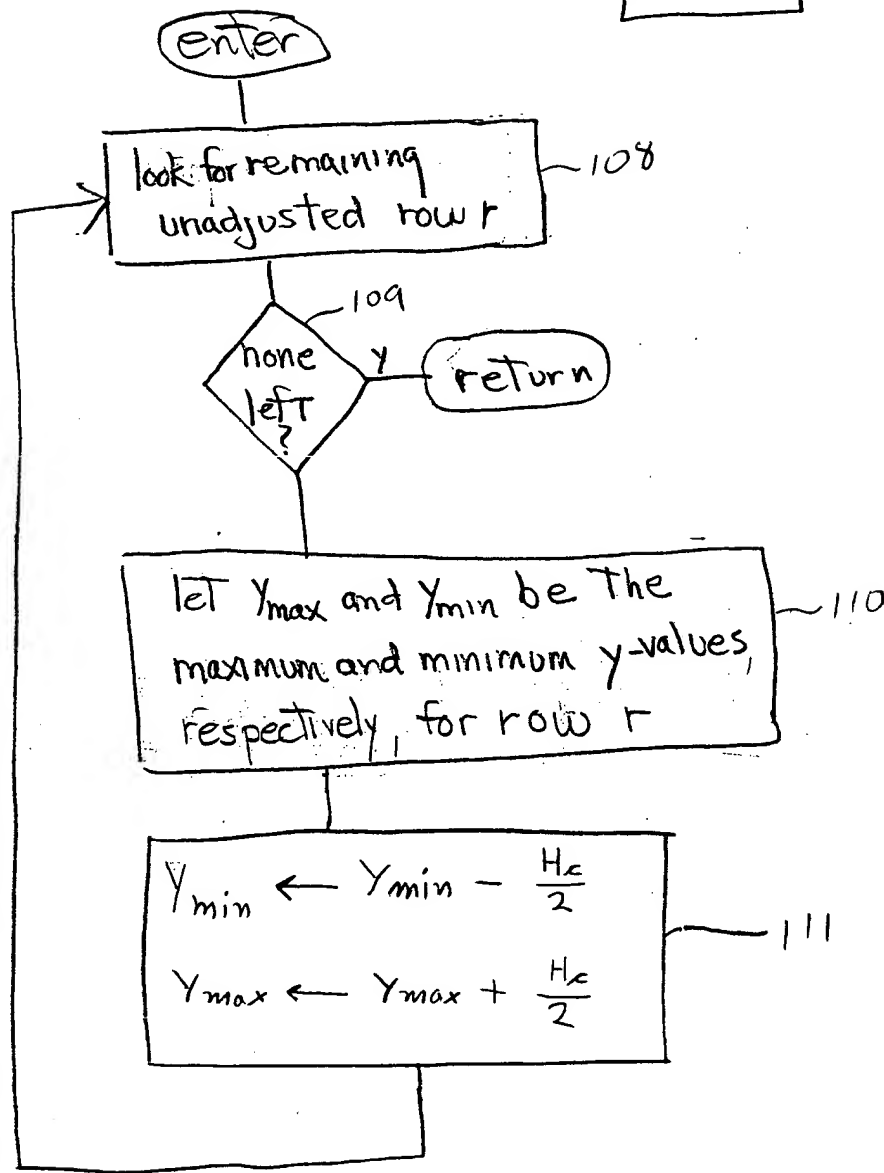 enter
look for remaining
unadjusted row r
108
109
none
left
?
Y
return
let Ymax and Ymin be the
maximum and minimum y-values,
respectively, for row r
110
Ymin ← Ymin - Hc/2
Ymax ← Ymax + Hc/2
111